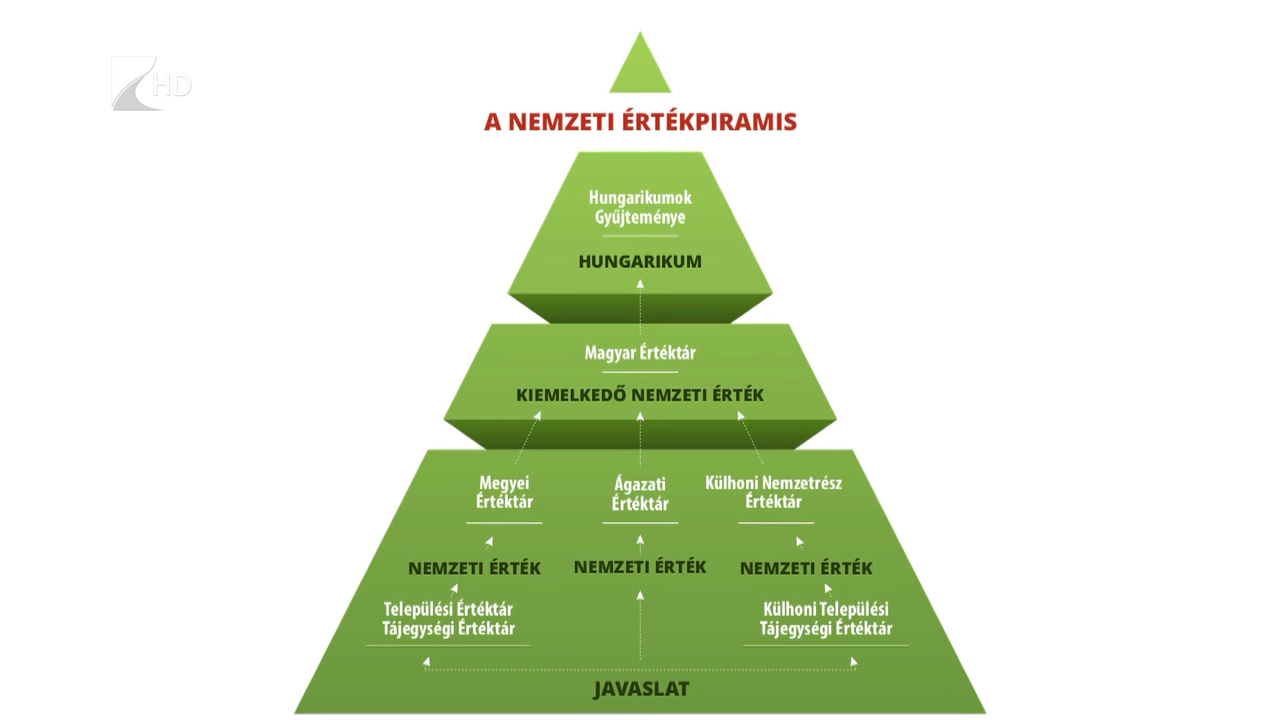 HD
A NEMZETI ÉRTÉKPIRAMIS
Hungarikumok
Gyűjteménye
HUNGARIKUM
Magyar Értéktár
KIEMELKEDŐ NEMZETI ÉRTÉK
Megyei
Értéktár
Ágazati
Értéktár
Külhoni Nemzetrész
Értéktár
NEMZETI ÉRTÉK
NEMZETI ÉRTÉK
NEMZETI ÉRTÉK
Települési Értéktár
Tájegységi Értéktár
Külhoni Települési
Tájegységi Értéktár
JAVASLAT